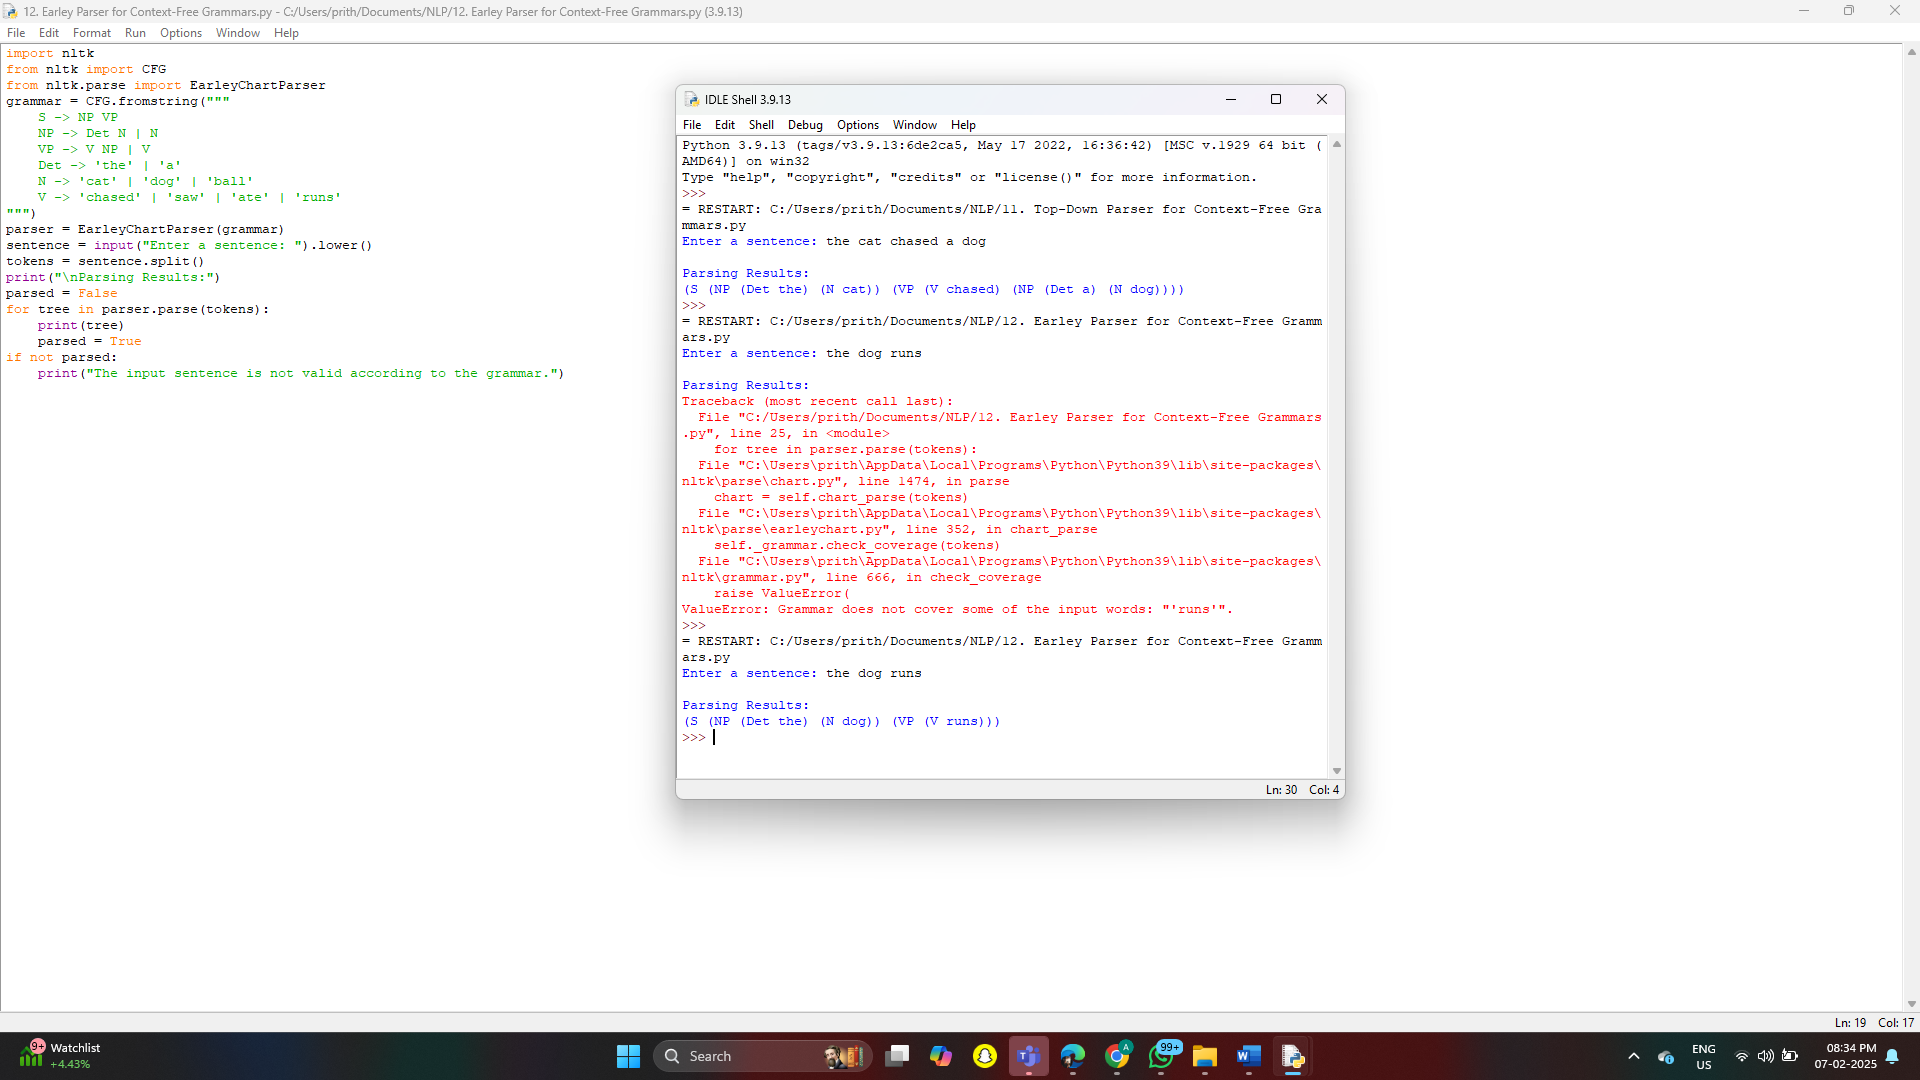 12. Earley Parser for Context-Free Grammars.py - C:/Users/prith/Documents/NLP/12. Earley Parser for Context-Free Grammars.py (3.9.13)
File Edit Format Run Options Window Help
import nltk
from nltk import CFG
from nltk.parse import EarleyChartParser
grammar = CFG.fromstring("""
    S -> NP VP
    NP -> Det N | N
    VP -> V NP | V
    Det -> 'the' | 'a'
    N -> 'cat' | 'dog' | 'ball'
    V -> 'chased' | 'saw' | 'ate' | 'runs'
""")
parser = EarleyChartParser(grammar)
sentence = input("Enter a sentence: ").lower()
tokens = sentence.split()
print("\nParsing Results:")
parsed = False
for tree in parser.parse(tokens):
    print(tree)
    parsed = True
if not parsed:
    print("The input sentence is not valid according to the grammar.")
IDLE Shell 3.9.13
File Edit Shell Debug Options Window Help
Python 3.9.13 (tags/v3.9.13:6de2ca5, May 17 2022, 16:36:42) [MSC v.1929 64 bit (
AMD64)] on win32
Type "help", "copyright", "credits" or "license()" for more information.
>>>
= RESTART: C:/Users/prith/Documents/NLP/11. Top-Down Parser for Context-Free Gra
mmars.py
Enter a sentence: the cat chased a dog
Parsing Results:
(S (NP (Det the) (N cat)) (VP (V chased) (NP (Det a) (N dog))))
>>>
= RESTART: C:/Users/prith/Documents/NLP/12. Earley Parser for Context-Free Gramm
ars.py
Enter a sentence: the dog runs
Parsing Results:
Traceback (most recent call last):
  File "C:/Users/prith/Documents/NLP/12. Earley Parser for Context-Free Grammars
.py", line 25, in <module>
    for tree in parser.parse(tokens):
  File "C:\Users\prith\AppData\Local\Programs\Python\Python39\lib\site-packages\
nltk\parse\chart.py", line 1474, in parse
    chart = self.chart_parse(tokens)
  File "C:\Users\prith\AppData\Local\Programs\Python\Python39\lib\site-packages\
nltk\parse\earleychart.py", line 352, in chart_parse
    self._grammar.check_coverage(tokens)
  File "C:\Users\prith\AppData\Local\Programs\Python\Python39\lib\site-packages\
nltk\grammar.py", line 666, in check_coverage
    raise ValueError(
ValueError: Grammar does not cover some of the input words: "'runs'".
>>>
= RESTART: C:/Users/prith/Documents/NLP/12. Earley Parser for Context-Free Gramm
ars.py
Enter a sentence: the dog runs
Parsing Results:
(S (NP (Det the) (N dog)) (VP (V runs)))
>>>
Ln: 30 Col: 4
Ln: 19 Col: 17
9+
Watchlist
+4.43%
Search
A
99+
ENG
US
08:34 PM
07-02-2025